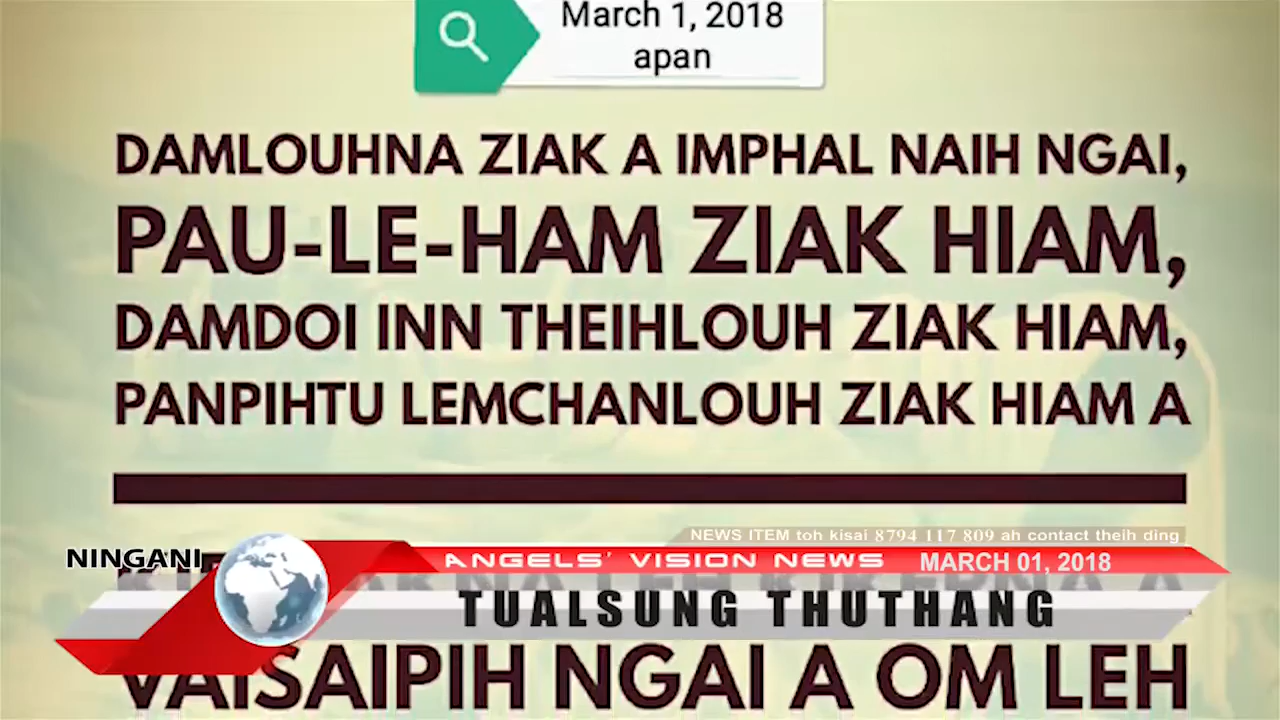 March 1, 2018
apan
DAMLOUHNA ZIAK A IMPHAL NAIH NGAI,
PAU-LE-HAM ZIAK HIAM,
DAMDOI INN THEIHLOUH ZIAK HIAM,
PANPIHTU LEMCHANLOUH ZIAK HIAM A
NEWS ITEM toh kisai 8794 117 809 ah contact theih ding
NINGANI
ANGELS' VISION NEWS MARCH 01, 2018
TUALSUNG THUTHANG
VAISAIPIH NGAI A OM LEH